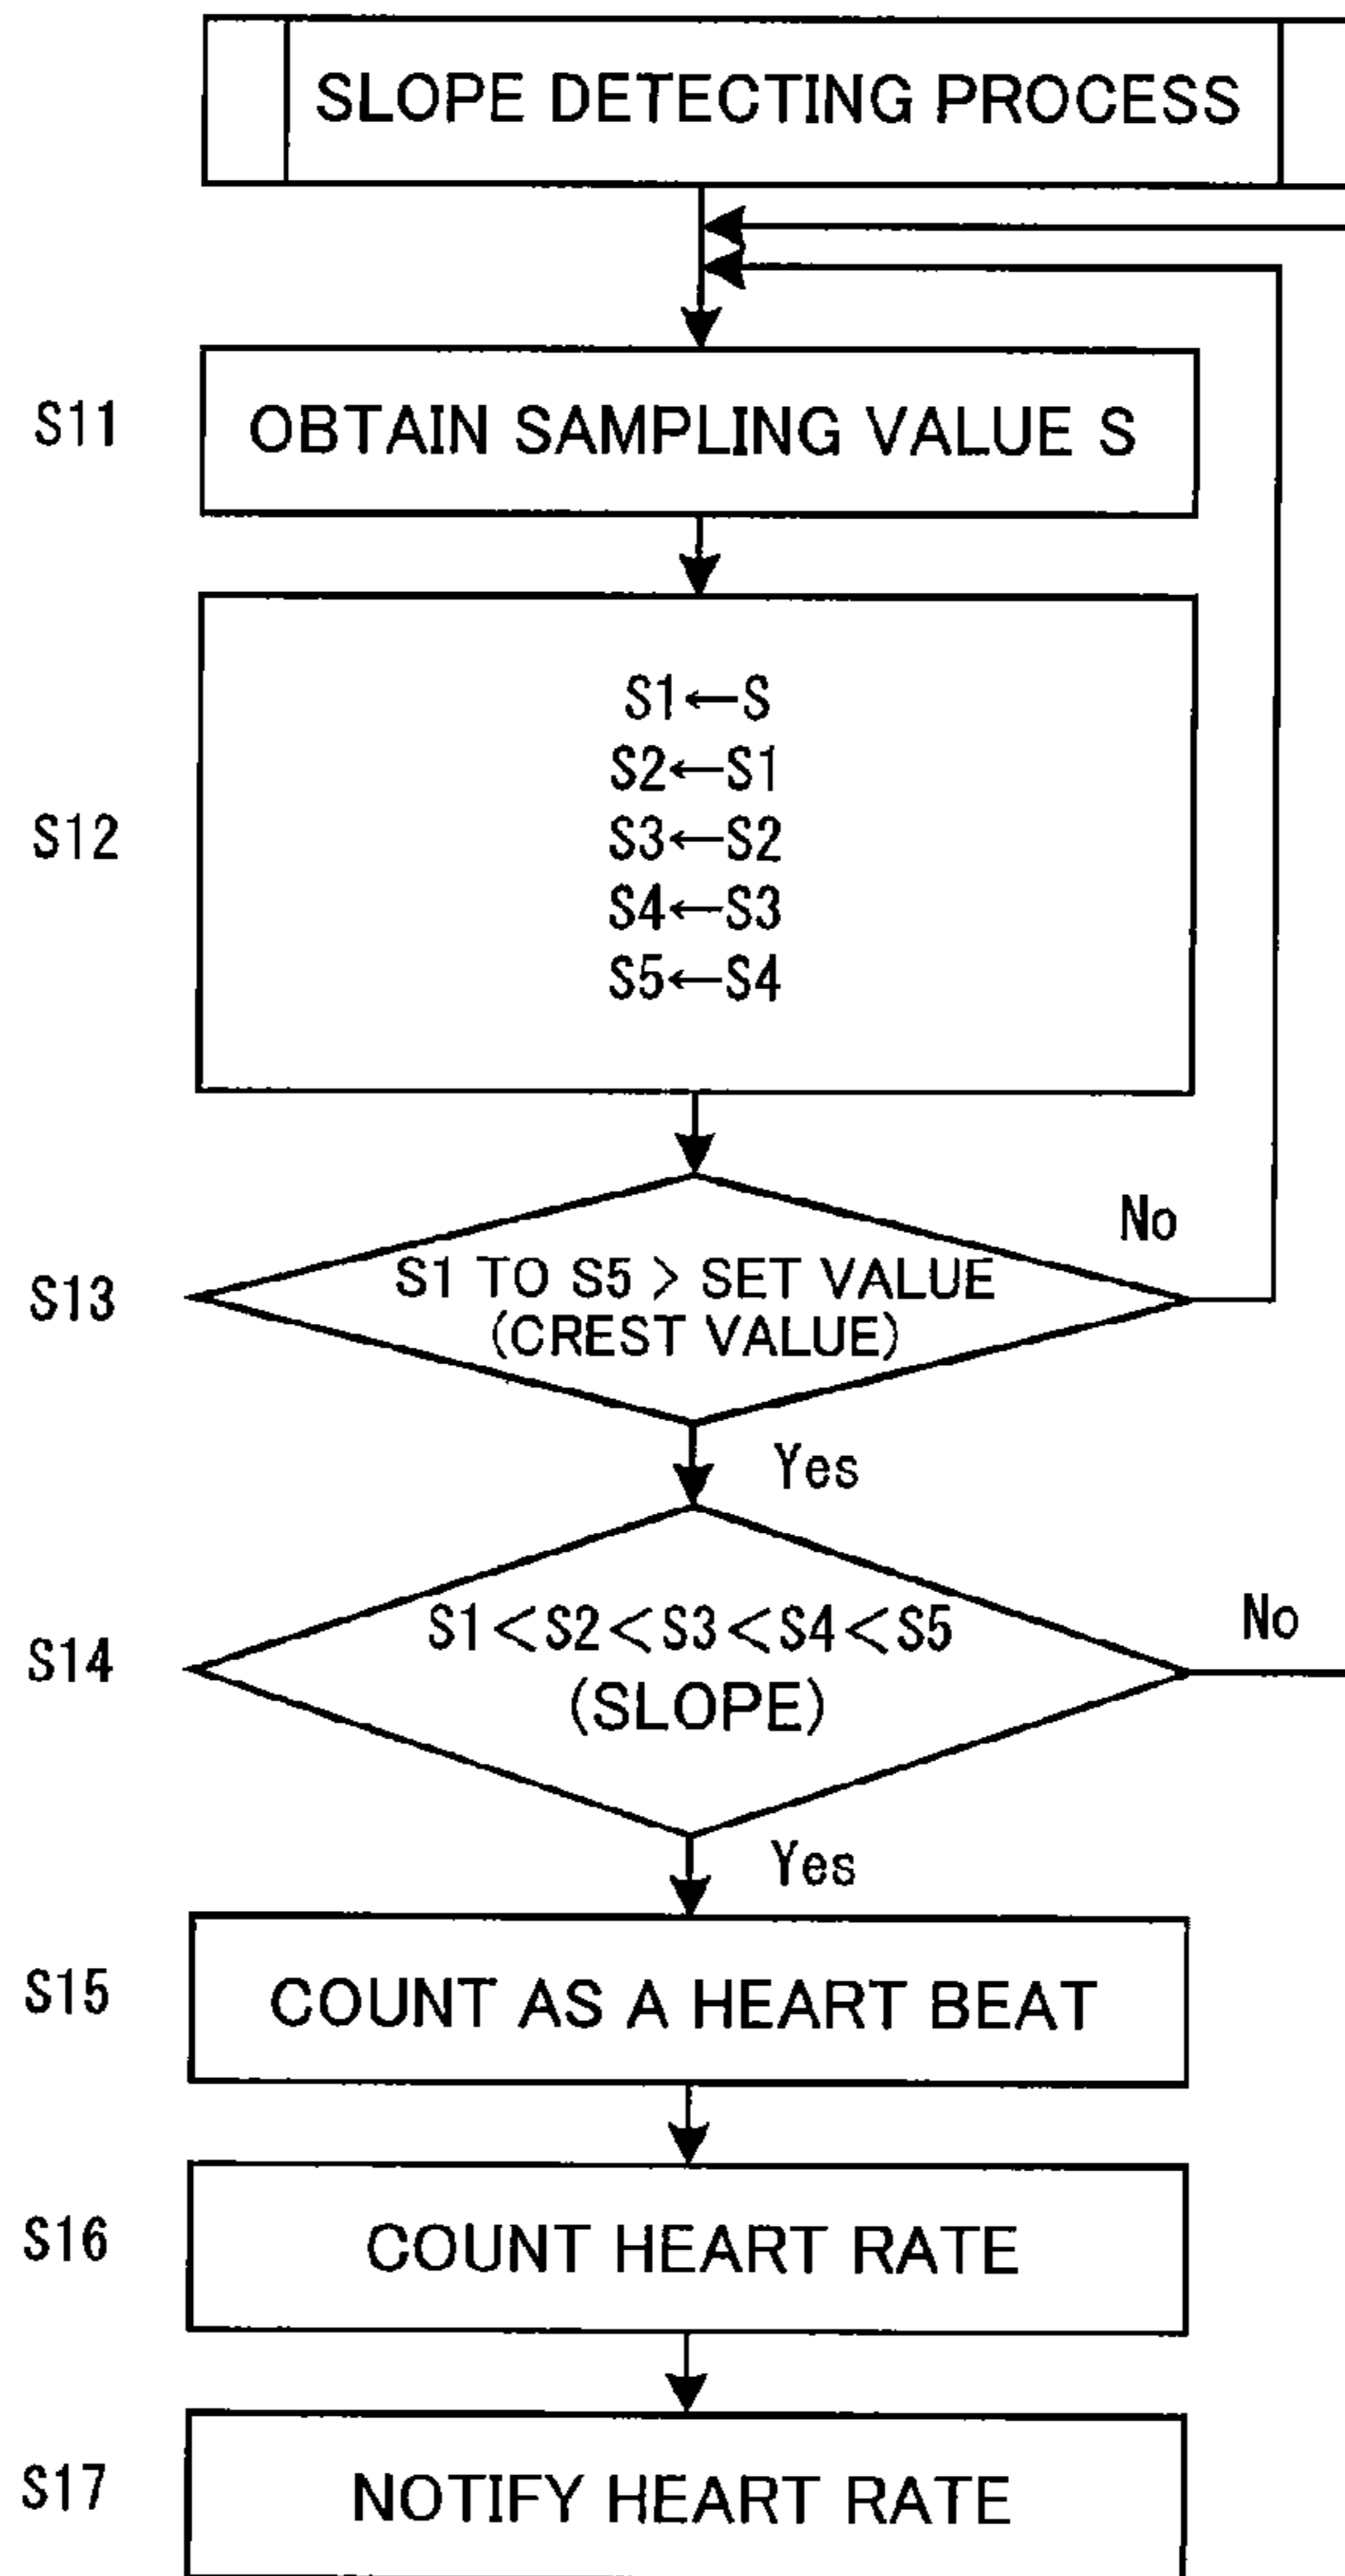 SLOPE DETECTING PROCESS
S11
OBTAIN SAMPLING VALUE S
S12
S1←S
S2←S1
S3←S2
S4←S3
S5←S4
No
S13
S1 TO S5 > SET VALUE
(CREST VALUE)
Yes
S14
S1<S2<S3<S4<S5
(SLOPE)
No
Yes
S15
COUNT AS A HEART BEAT
S16
COUNT HEART RATE
S17
NOTIFY HEART RATE